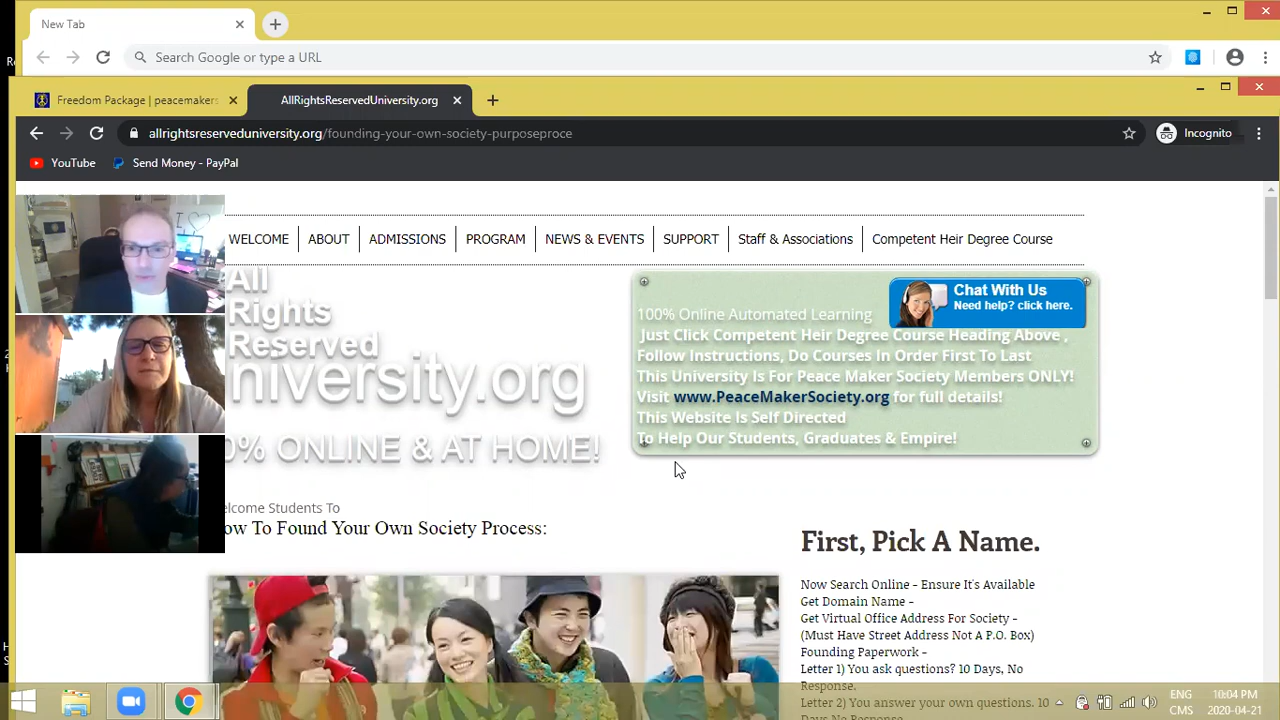 New Tab
Search Google or type a URL
Freedom Package | peacemakers
AllRightsReservedUniversity.org
allrightsreserveduniversity.org/founding-your-own-society-purposeproce
Incognito
YouTube
Send Money - PayPal
WELCOME
ABOUT
ADMISSIONS
PROGRAM
NEWS & EVENTS
SUPPORT
Staff & Associations
Competent Heir Degree Course
All
Rights
Reserved
niversity.org
0% ONLINE & AT HOME!
Chat With Us
Need help? click here.
100% Online Automated Learning
Just Click Competent Heir Degree Course Heading Above ,
Follow Instructions, Do Courses In Order First To Last
This University Is For Peace Maker Society Members ONLY!
Visit www.PeaceMakerSociety.org for full details!
This Website Is Self Directed
To Help Our Students, Graduates & Empire!
elcome Students To
ow To Found Your Own Society Process:
First, Pick A Name.
Now Search Online - Ensure It's Available
Get Domain Name -
Get Virtual Office Address For Society -
(Must Have Street Address Not A P.O. Box)
Founding Paperwork -
Letter 1) You ask questions? 10 Days, No
Response.
Letter 2) You answer your own questions. 10
Days No Response
ENG
CMS
10:04 PM
2020-04-21